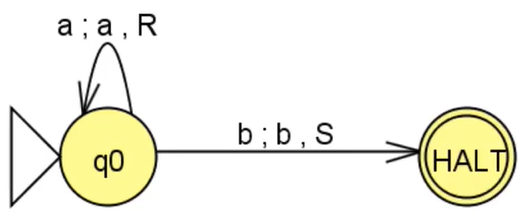 a ; a , R
b ; b , S
q0
HALT